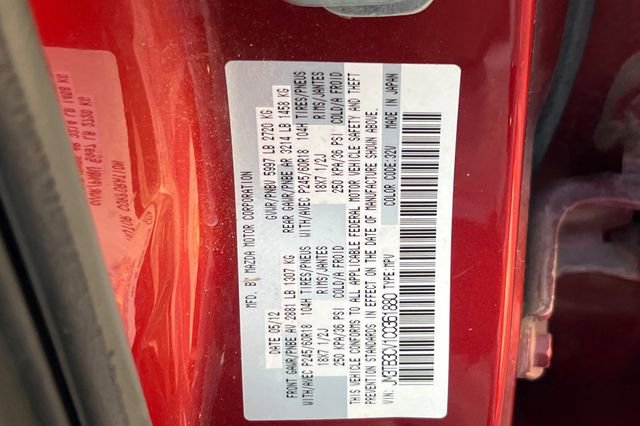 MFD. BY MAZDA MOTOR CORPORATION
DATE 05/12
GVWR/PNBV 5997 LB 2720 KG
FRONT GAWR/PNBE AV 2881 LB 1307 KG
REAR GAWR/PNBE AR 3214 LB 1458 KG
WITH/AVEC P245/60R18 104H TIRES/PNEUS
WITH/AVEC P245/60R18 104H TIRES/PNEUS
18X7 1/2J RIMS/JANTES
18X7 1/2J RIMS/JANTES
250 KPA/36 PSI COLD/A FROID
250 KPA/36 PSI COLD/A FROID
THIS VEHICLE CONFORMS TO ALL APPLICABLE FEDERAL MOTOR VEHICLE SAFETY AND THEFT
PREVENTION STANDARDS IN EFFECT ON THE DATE OF MANUFACTURE SHOWN ABOVE.
COLOR CODE: 32V MADE IN JAPAN
VIN: JM3TB3CV1C0361880 TYPE: MPV